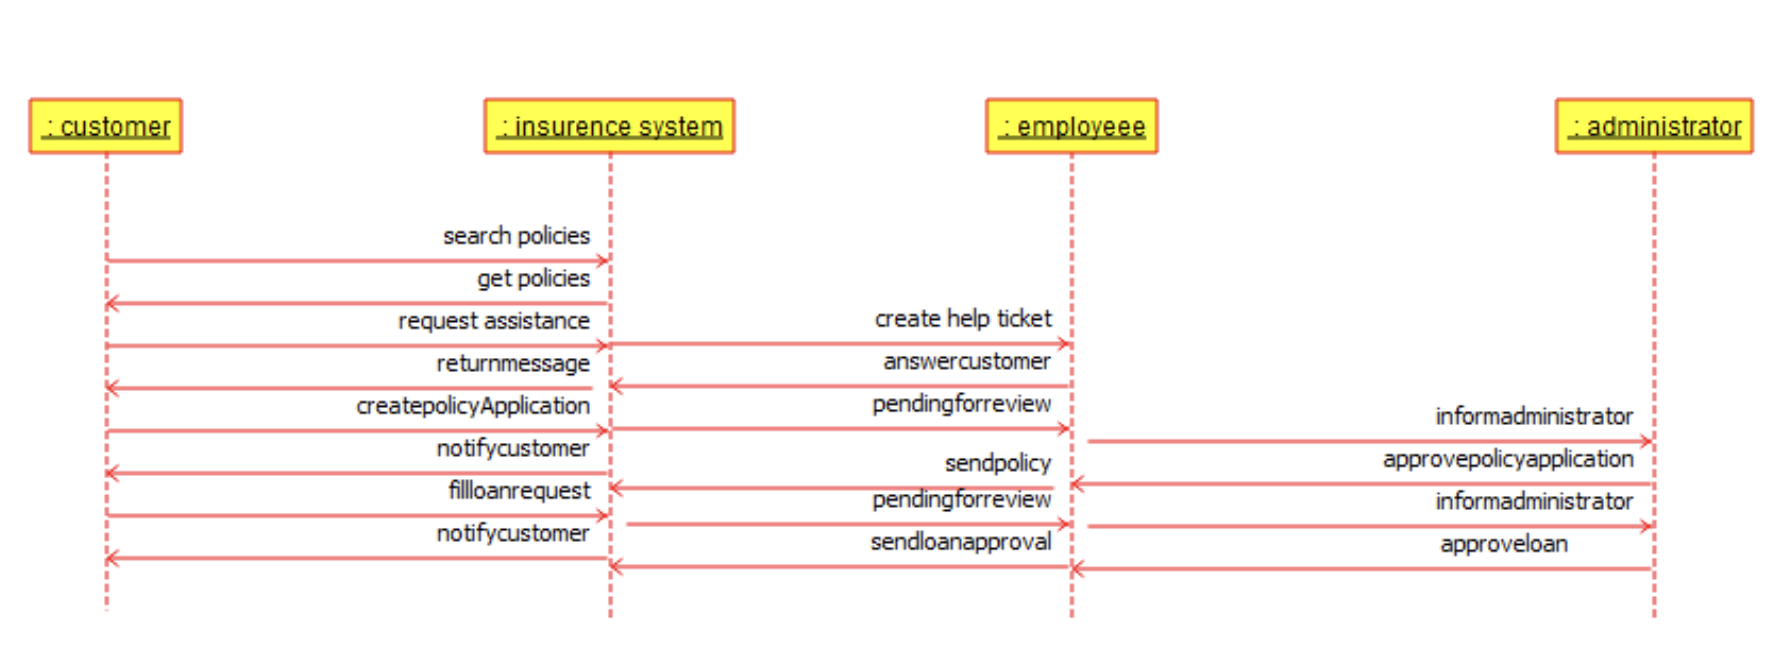 : customer
: insurence system
: employeee
: administrator
search policies
get policies
request assistance
create help ticket
returnmessage
answercustomer
createpolicyApplication
pendingforreview
informadministrator
notifycustomer
sendpolicy
approvepolicyapplication
fillloanrequest
pendingforreview
informadministrator
notifycustomer
sendloanapproval
approveloan